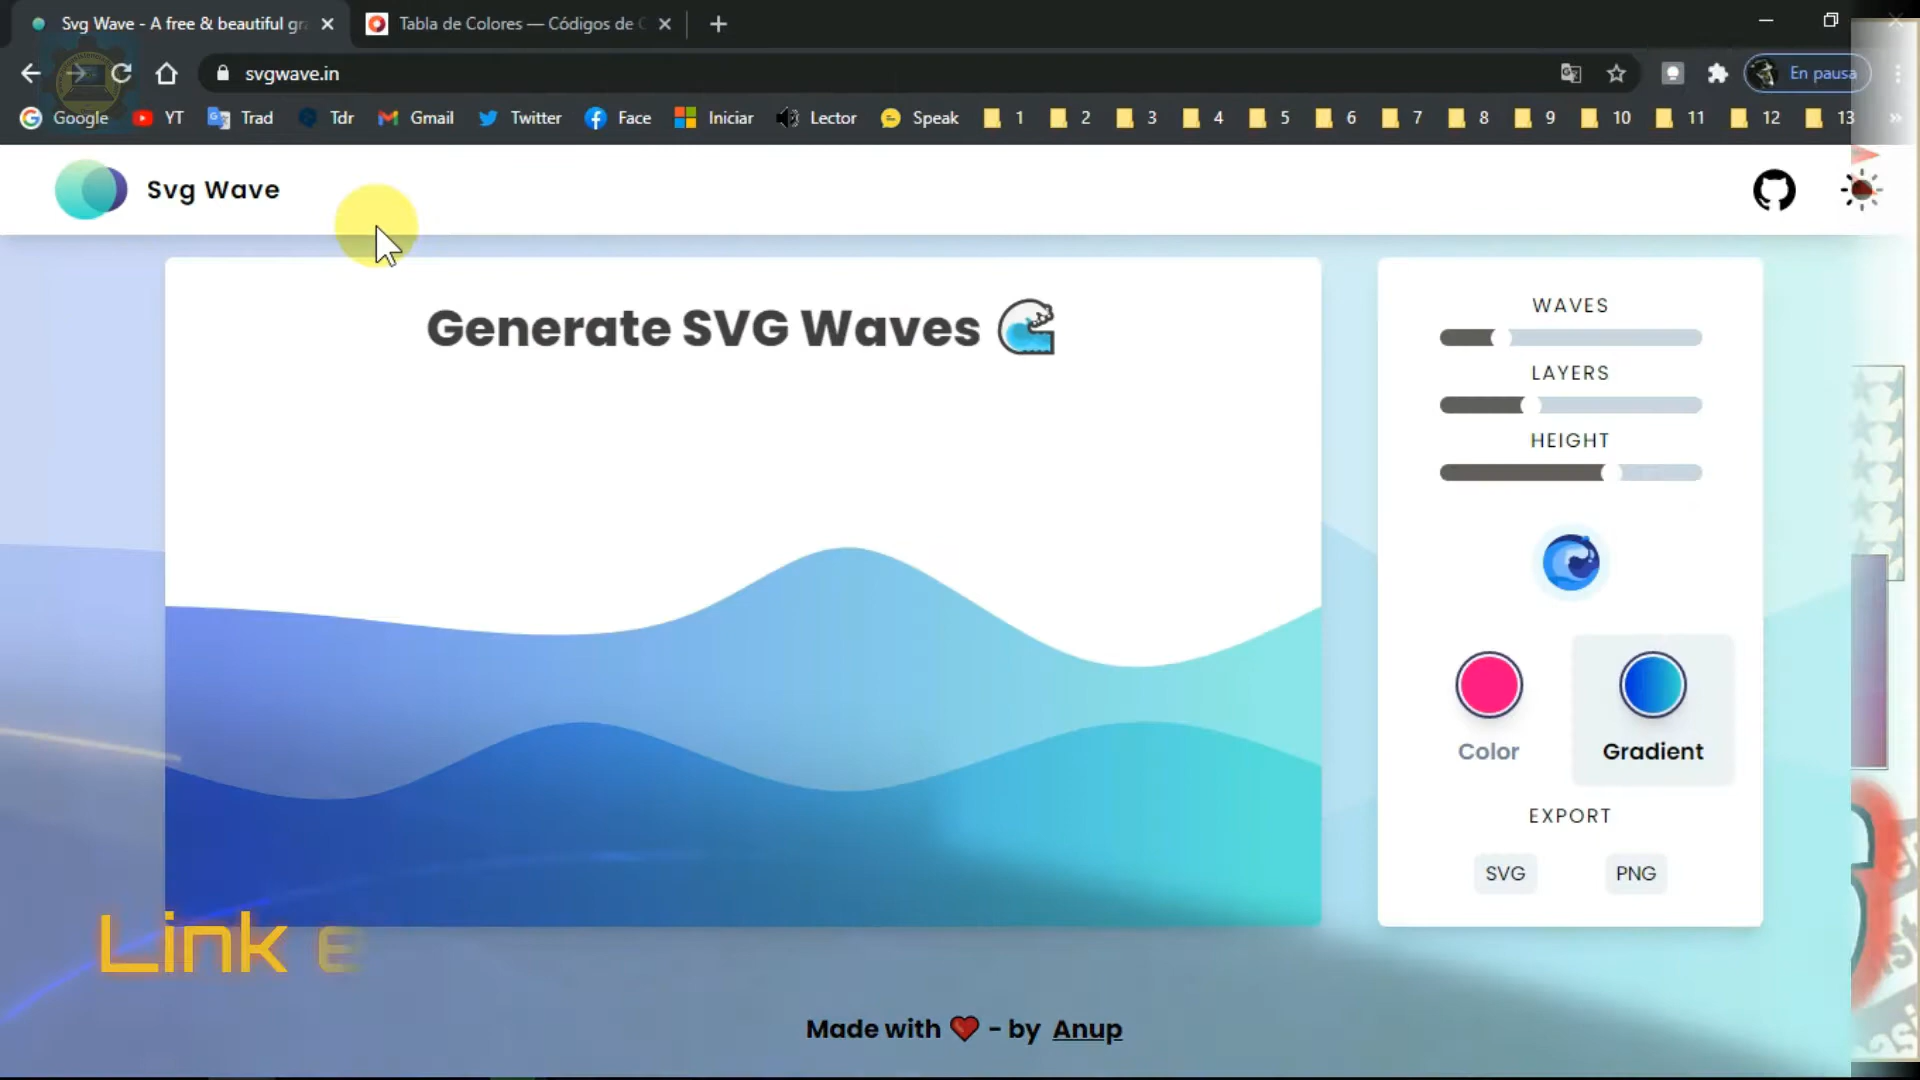 Svg Wave - A free & beautiful gr
Tabla de Colores — Códigos de C
svgwave.in
En pausa
Google YT Trad Tdr Gmail Twitter Face Iniciar Lector Speak 1 2 3 4 5 6 7 8 9 10 11 12 13 »
Svg Wave
Generate SVG Waves
WAVES
LAYERS
HEIGHT
Color Gradient
EXPORT
SVG PNG
Link e
Made with ❤ - by Anup